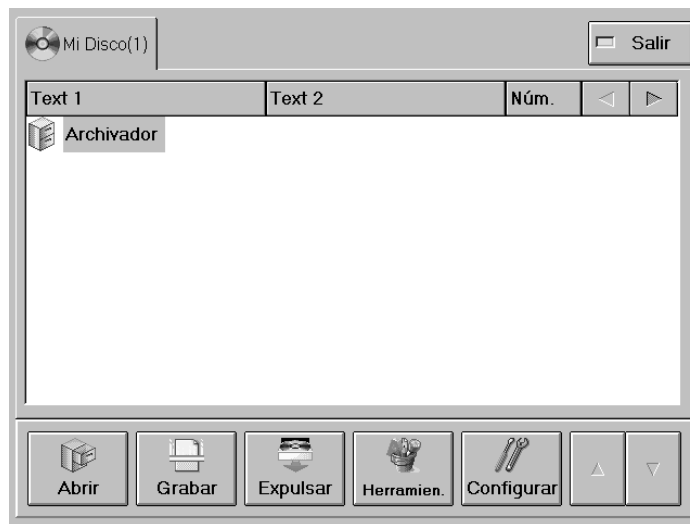 Mi Disco(1)
Salir
Text 1 Text 2 Núm.
Archivador
Abrir Grabar Expulsar Herramien. Configurar